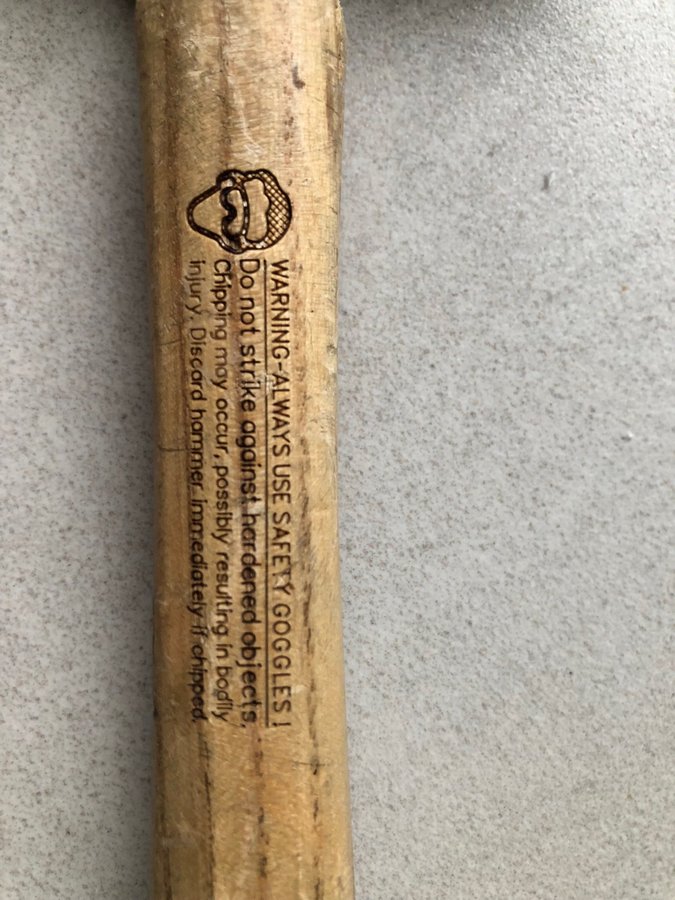 WARNING-ALWAYS USE SAFETY GOGGLES!
Do not strike against hardened objects,
Chipping may occur, possibly resulting in bodily
injury. Discard hammer immediately if chipped.